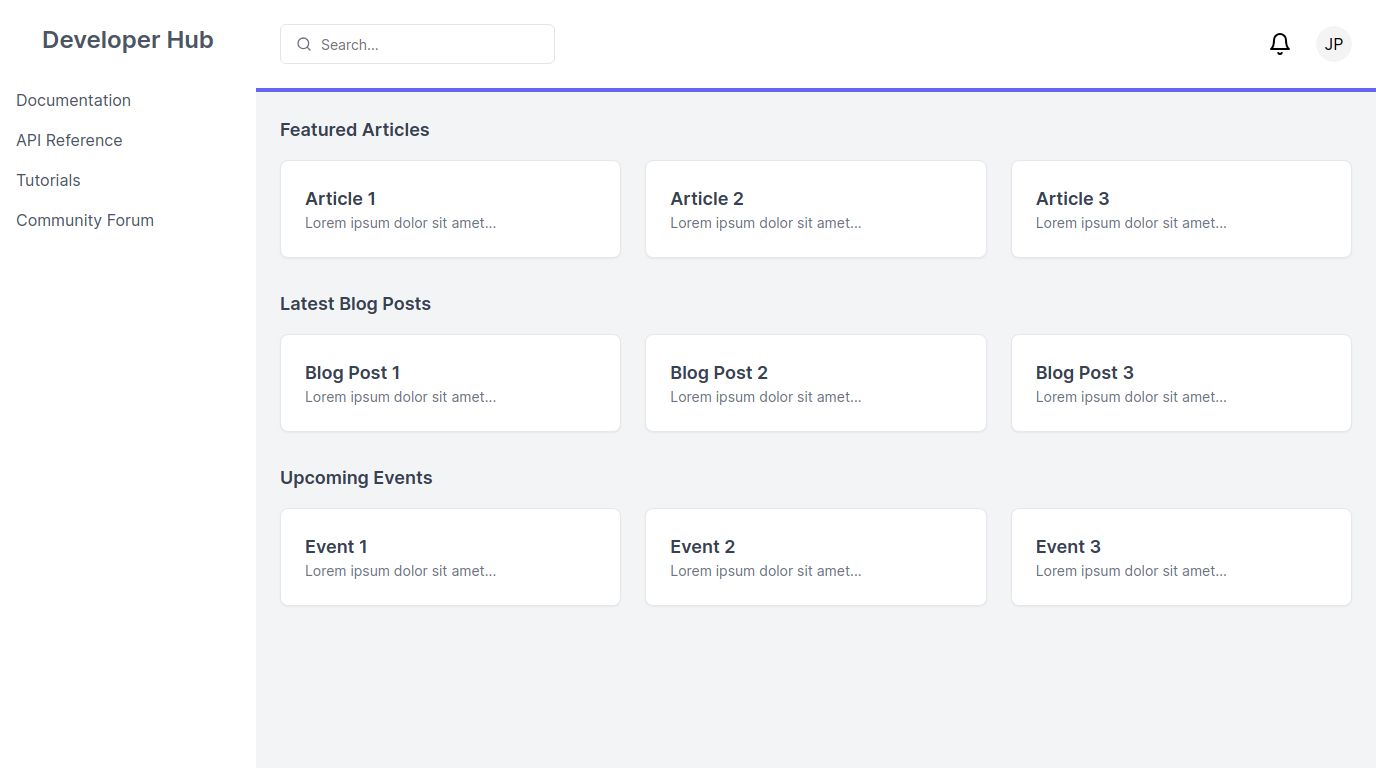 Developer Hub
Documentation
API Reference
Tutorials
Community Forum
Search...
JP
Featured Articles
Article 1
Lorem ipsum dolor sit amet...
Article 2
Lorem ipsum dolor sit amet...
Article 3
Lorem ipsum dolor sit amet...
Latest Blog Posts
Blog Post 1
Lorem ipsum dolor sit amet...
Blog Post 2
Lorem ipsum dolor sit amet...
Blog Post 3
Lorem ipsum dolor sit amet...
Upcoming Events
Event 1
Lorem ipsum dolor sit amet...
Event 2
Lorem ipsum dolor sit amet...
Event 3
Lorem ipsum dolor sit amet...